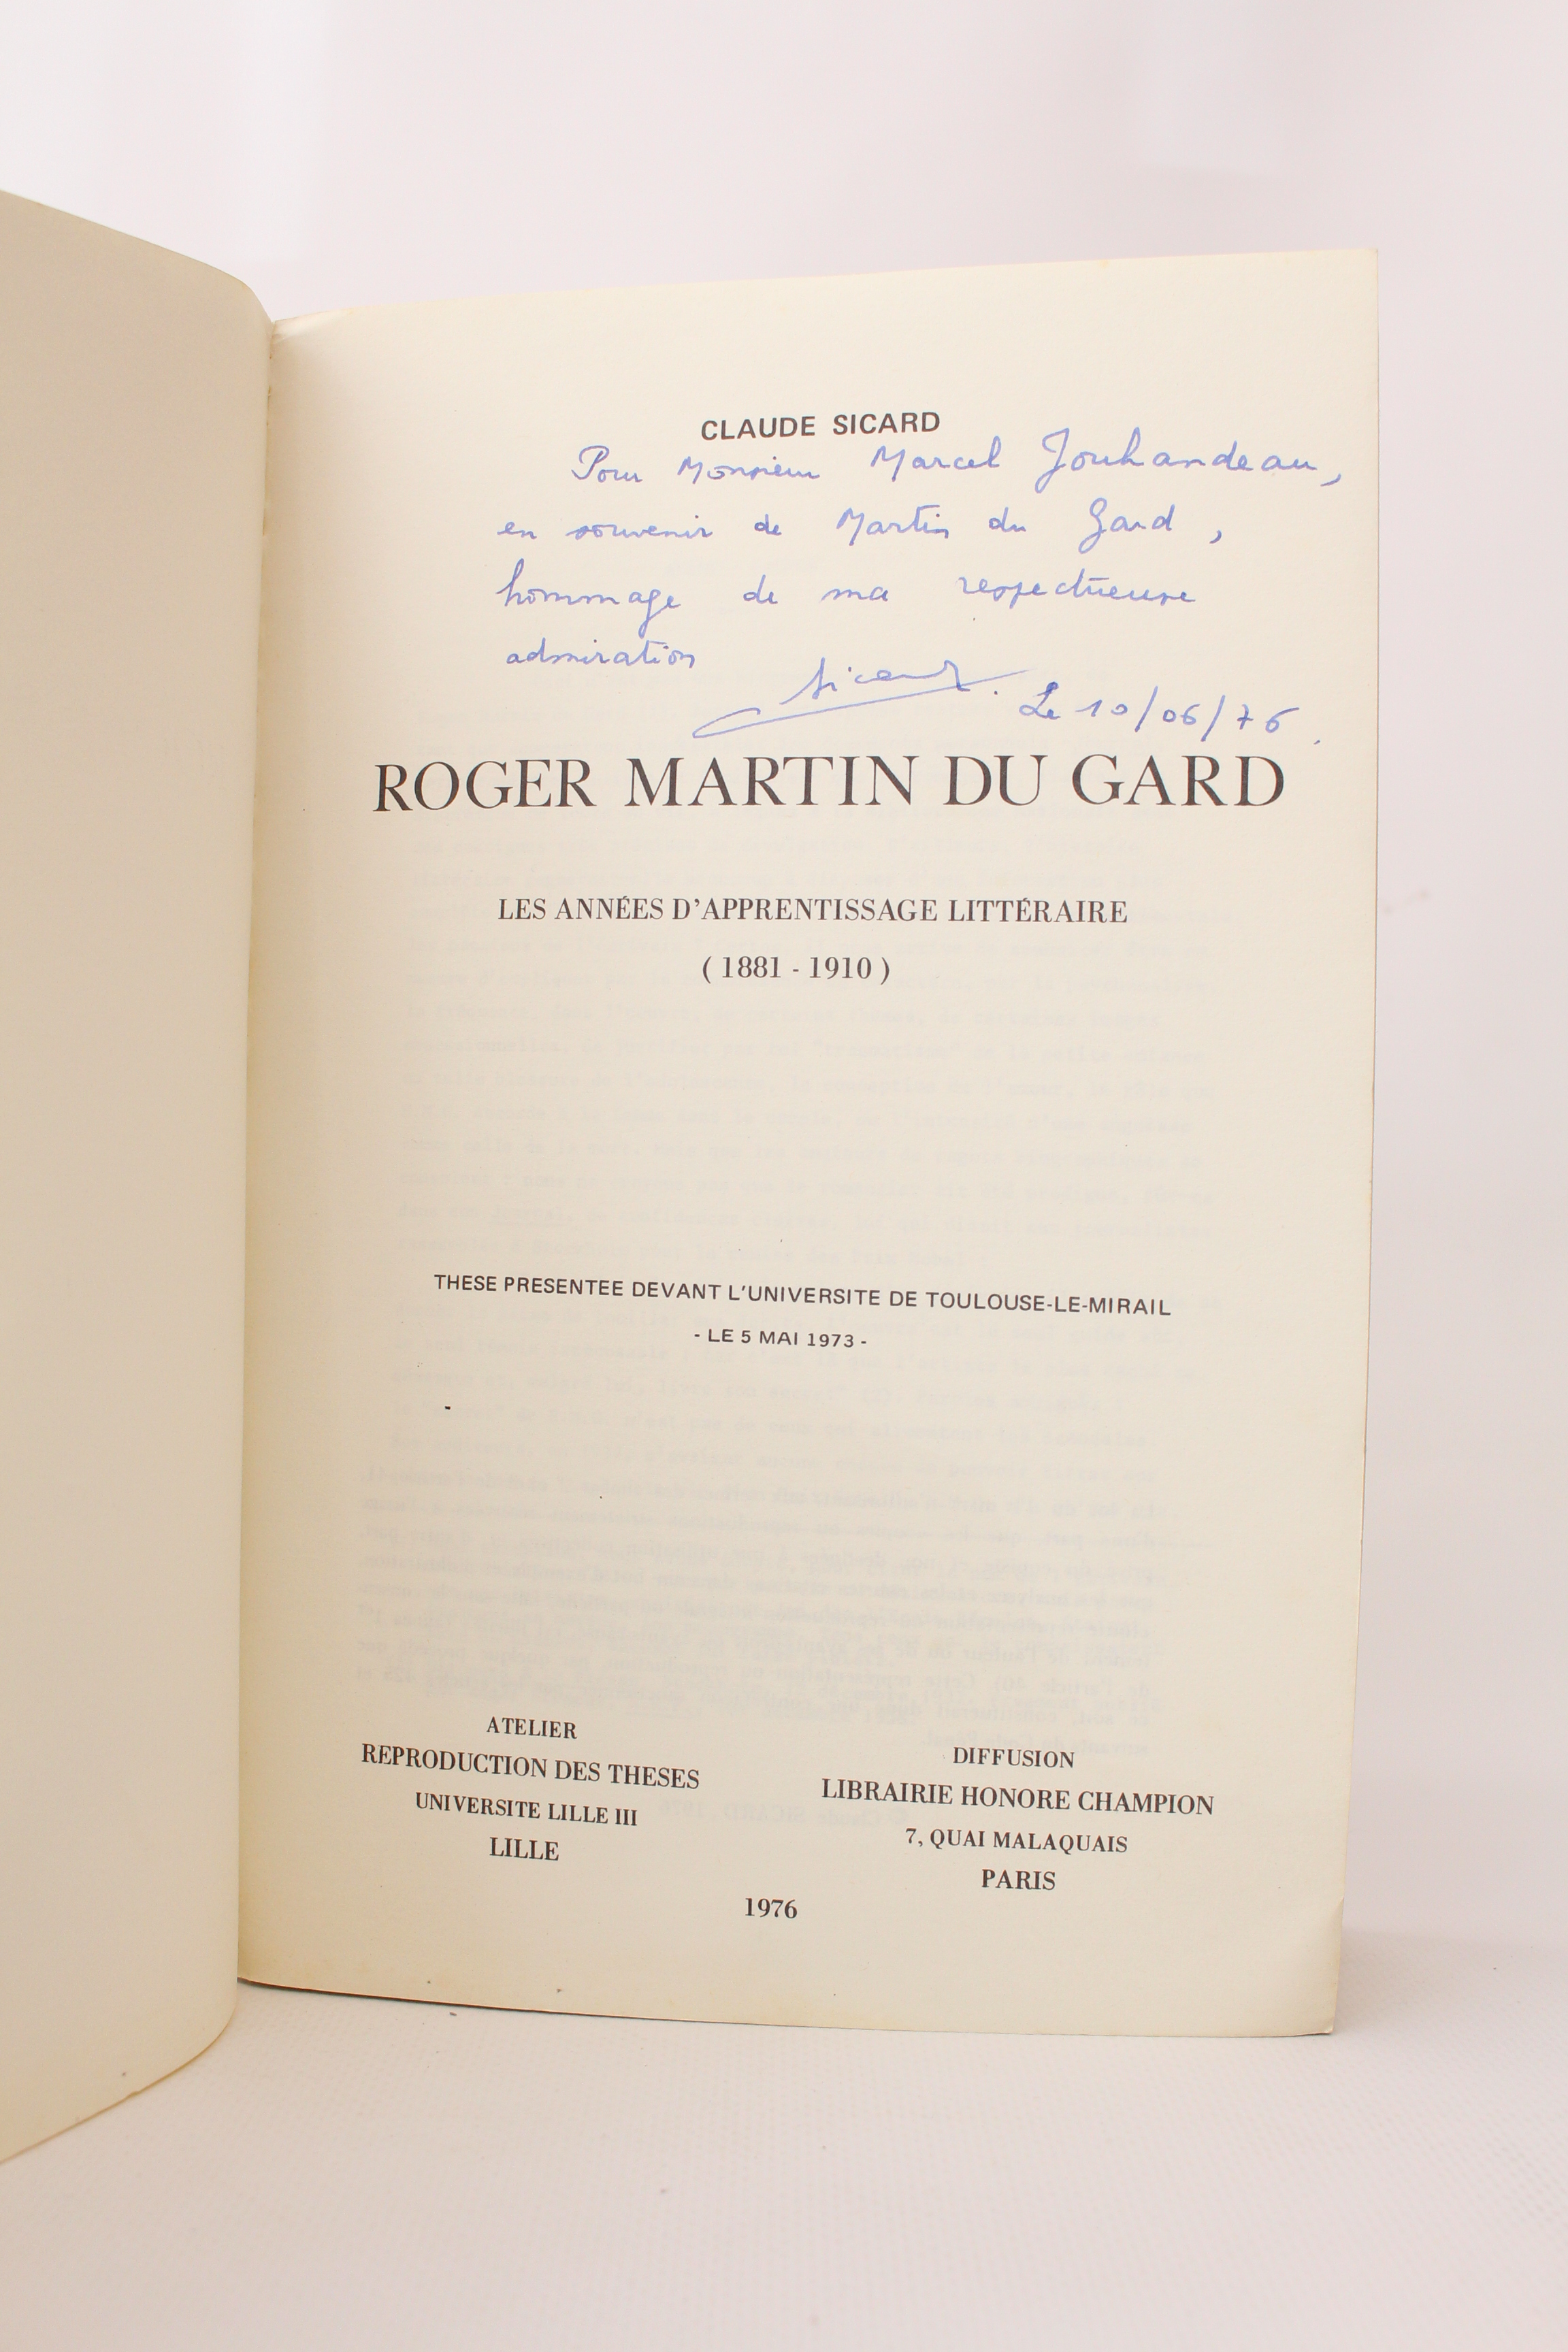 CLAUDE SICARD
Pour Monsieur Marcel Jouhandeau,
en souvenir de Martin du Gard,
hommage de ma respectueuse
admiration
Sicard.
Le 10/06/76.
ROGER MARTIN DU GARD
LES ANNÉES D'APPRENTISSAGE LITTÉRAIRE
( 1881 - 1910 )
THESE PRESENTEE DEVANT L'UNIVERSITE DE TOULOUSE-LE-MIRAIL
- LE 5 MAI 1973 -
ATELIER
REPRODUCTION DES THESES
UNIVERSITE LILLE III
LILLE
DIFFUSION
LIBRAIRIE HONORE CHAMPION
7, QUAI MALAQUAIS
PARIS
1976